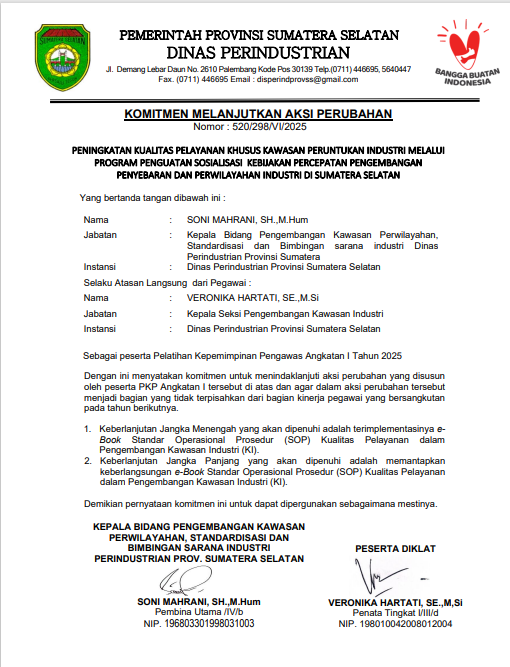 SUMATERA SELATAN
PEMERINTAH PROVINSI SUMATERA SELATAN
DINAS PERINDUSTRIAN
Jl. Demang Lebar Daun No. 2610 Palembang Kode Pos 30139 Telp.(0711) 446695, 5640447
Fax. (0711) 446695 Email : disperindprovss@gmail.com
BANGGA BUATAN
INDONESIA
KOMITMEN MELANJUTKAN AKSI PERUBAHAN
Nomor : 520/298/VI/2025
PENINGKATAN KUALITAS PELAYANAN KHUSUS KAWASAN PERUNTUKAN INDUSTRI MELALUI
PROGRAM PENGUATAN SOSIALISASI KEBIJAKAN PERCEPATAN PENGEMBANGAN
PENYEBARAN DAN PERWILAYAHAN INDUSTRI DI SUMATERA SELATAN
Yang bertanda tangan dibawah ini :
Nama : SONI MAHRANI, SH.,M.Hum
Jabatan : Kepala Bidang Pengembangan Kawasan Perwilayahan,
Standardisasi dan Bimbingan sarana industri Dinas
Perindustrian Provinsi Sumatera
Instansi : Dinas Perindustrian Provinsi Sumatera Selatan
Selaku Atasan Langsung dari Pegawai :
Nama : VERONIKA HARTATI, SE.,M.Si
Jabatan : Kepala Seksi Pengembangan Kawasan Industri
Instansi : Dinas Perindustrian Provinsi Sumatera Selatan
Sebagai peserta Pelatihan Kepemimpinan Pengawas Angkatan I Tahun 2025
Dengan ini menyatakan komitmen untuk menindaklanjuti aksi perubahan yang disusun
oleh peserta PKP Angkatan I tersebut di atas dan agar dalam aksi perubahan tersebut
menjadi bagian yang tidak terpisahkan dari bagian kinerja pegawai yang bersangkutan
pada tahun berikutnya.
1. Keberlanjutan Jangka Menengah yang akan dipenuhi adalah terimplementasinya e-
Book Standar Operasional Prosedur (SOP) Kualitas Pelayanan dalam
Pengembangan Kawasan Industri (KI).
2. Keberlanjutan Jangka Panjang yang akan dipenuhi adalah memantapkan
keberlangsungan e-Book Standar Operasional Prosedur (SOP) Kualitas Pelayanan
dalam Pengembangan Kawasan Industri (KI).
Demikian pernyataan komitmen ini untuk dapat dipergunakan sebagaimana mestinya.
KEPALA BIDANG PENGEMBANGAN KAWASAN
PERWILAYAHAN, STANDARDISASI DAN
BIMBINGAN SARANA INDUSTRI
PERINDUSTRIAN PROV. SUMATERA SELATAN
SONI MAHRANI, SH.,M.Hum
Pembina Utama /IV/b
NIP. 196803301998031003
PESERTA DIKLAT
VERONIKA HARTATI, SE.,M,Si
Penata Tingkat I/III/d
NIP. 198010042008012004